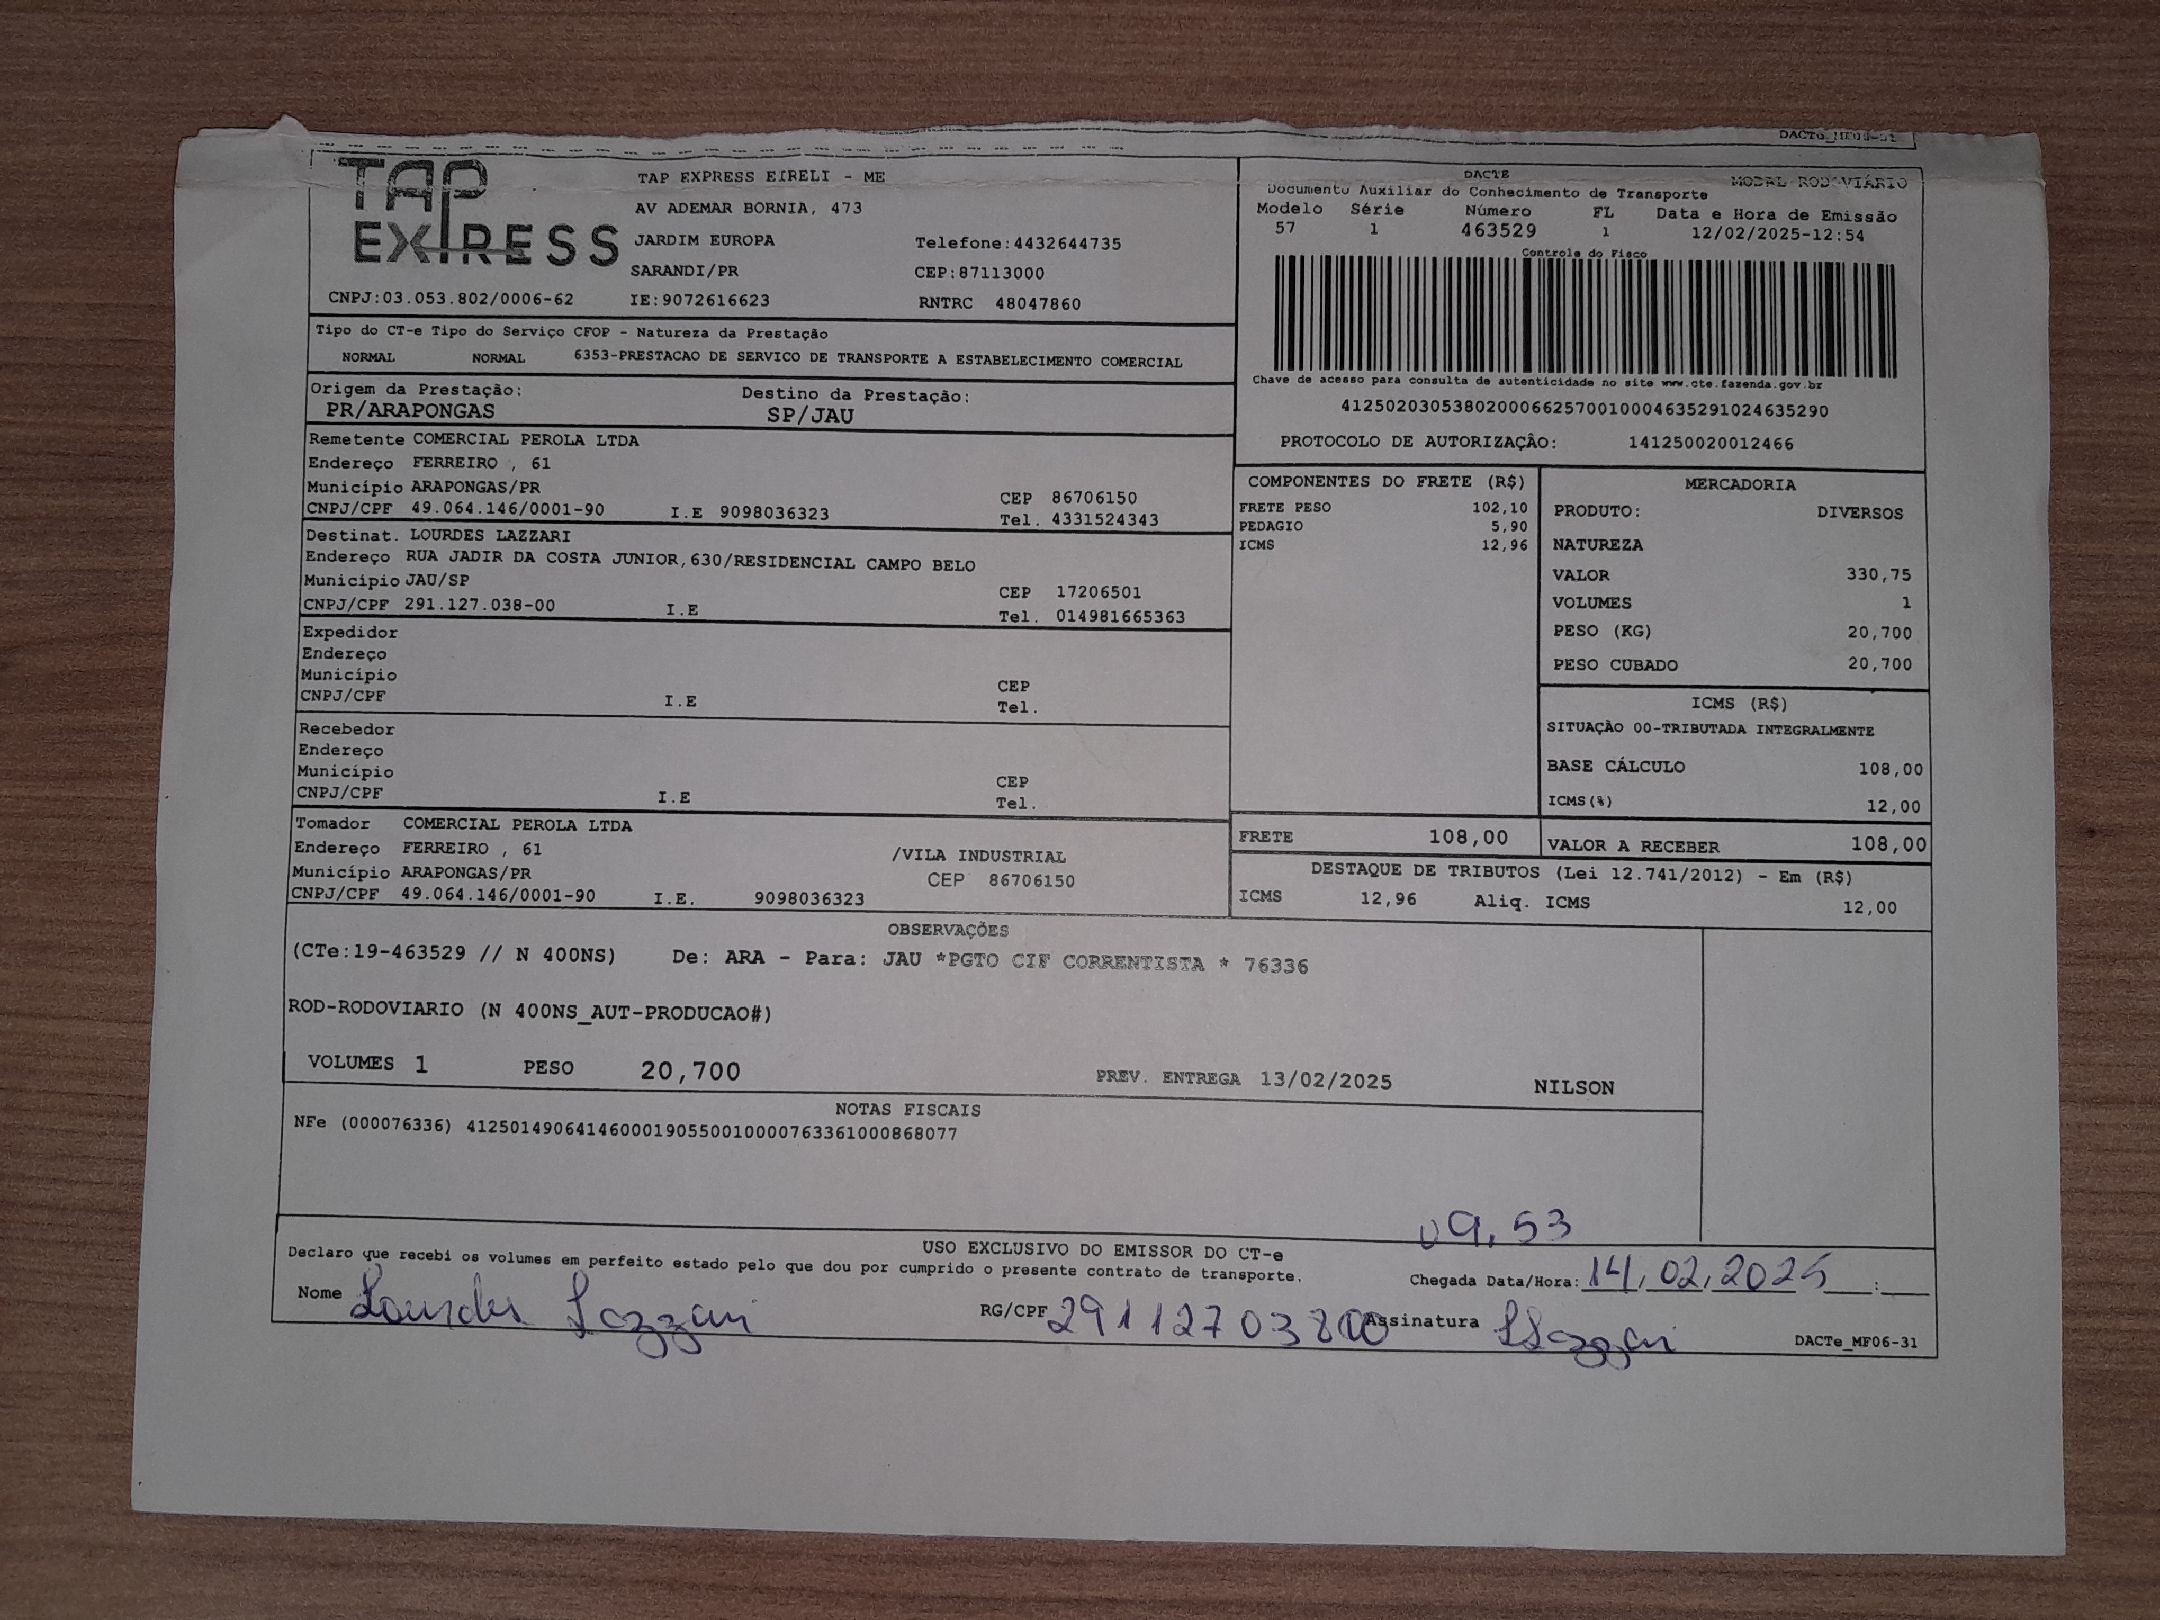 DACTe_MF06-31
TAP
EXPRESS
TAP EXPRESS EIRELI - ME
AV ADEMAR BORNIA, 473
JARDIM EUROPA
Telefone:4432644735
SARANDI/PR
CEP:87113000
CNPJ:03.053.802/0006-62
IE:9072616623
RNTRC 48047860
DACTE
MODAL RODOVIÁRIO
Documento Auxiliar do Conhecimento de Transporte
Modelo Série Número FL Data e Hora de Emissão
57 1 463529 1 12/02/2025-12:54
Controle do Fisco
Chave de acesso para consulta de autenticidade no site www.cte.fazenda.gov.br
41250203053802000662570010004635291024635290
PROTOCOLO DE AUTORIZAÇÃO: 141250020012466
Tipo do CT-e Tipo do Serviço CFOP - Natureza da Prestação
NORMAL NORMAL 6353-PRESTACAO DE SERVICO DE TRANSPORTE A ESTABELECIMENTO COMERCIAL
Origem da Prestação: Destino da Prestação:
PR/ARAPONGAS SP/JAU
Remetente COMERCIAL PEROLA LTDA
Endereço FERREIRO , 61
Município ARAPONGAS/PR CEP 86706150
CNPJ/CPF 49.064.146/0001-90 I.E 9098036323 Tel. 4331524343
Destinat. LOURDES LAZZARI
Endereço RUA JADIR DA COSTA JUNIOR,630/RESIDENCIAL CAMPO BELO
Município JAU/SP CEP 17206501
CNPJ/CPF 291.127.038-00 I.E Tel. 014981665363
Expedidor
Endereço
Município CEP
CNPJ/CPF I.E Tel.
Recebedor
Endereço
Município CEP
CNPJ/CPF I.E Tel.
Tomador COMERCIAL PEROLA LTDA
Endereço FERREIRO , 61 /VILA INDUSTRIAL
Município ARAPONGAS/PR CEP 86706150
CNPJ/CPF 49.064.146/0001-90 I.E. 9098036323
COMPONENTES DO FRETE (R$)
FRETE PESO 102,10
PEDAGIO 5,90
ICMS 12,96
MERCADORIA
PRODUTO: DIVERSOS
NATUREZA
VALOR 330,75
VOLUMES 1
PESO (KG) 20,700
PESO CUBADO 20,700
ICMS (R$)
SITUAÇÃO 00-TRIBUTADA INTEGRALMENTE
BASE CÁLCULO 108,00
ICMS(%) 12,00
FRETE 108,00
VALOR A RECEBER 108,00
DESTAQUE DE TRIBUTOS (Lei 12.741/2012) - Em (R$)
ICMS 12,96 Aliq. ICMS 12,00
OBSERVAÇÕES
(CTe:19-463529 // N 400NS) De: ARA - Para: JAU *PGTO CIF CORRENTISTA * 76336
ROD-RODOVIARIO (N 400NS_AUT-PRODUCAO#)
VOLUMES 1 PESO 20,700 PREV. ENTREGA 13/02/2025 NILSON
NOTAS FISCAIS
NFe (000076336) 41250149064146000190550010000763361000868077
09,53
USO EXCLUSIVO DO EMISSOR DO CT-e
Declaro que recebi os volumes em perfeito estado pelo que dou por cumprido o presente contrato de transporte.
Chegada Data/Hora: 14,02,2025 :
Nome Lourdes Lazzari RG/CPF 29112703800 Assinatura LLazzari
DACTe_MF06-31